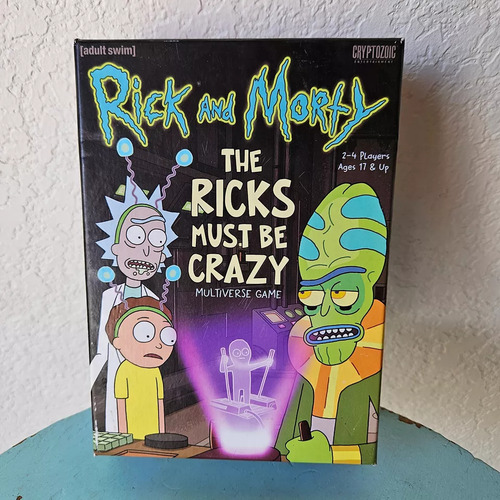 [adult swim]
CRYPTOZOIC
ENTERTAINMENT
RICK AND MORTY
2-4 PLayers
Ages 17 & Up
THE
RICKS
MUST BE
CRAZY
MULTIVERSE GAME